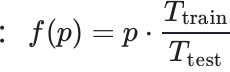 : f(p) = p · T_train / T_test